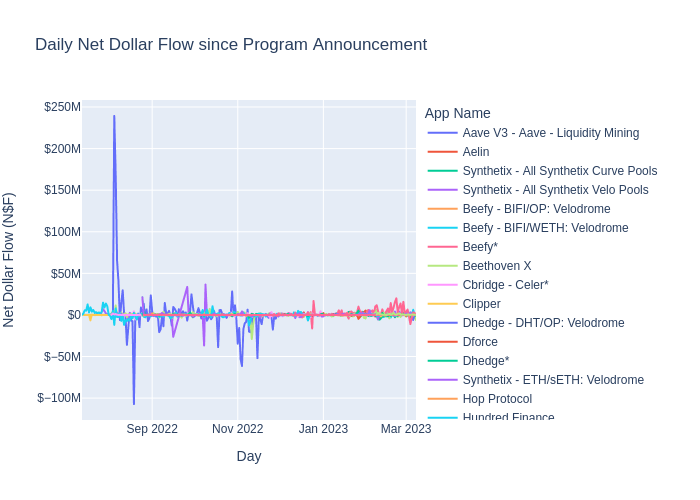 Daily Net Dollar Flow since Program Announcement
App Name
$250M
$200M
$150M
$100M
$50M
$0
$−50M
$−100M
Net Dollar Flow (N$F)
Sep 2022
Nov 2022
Jan 2023
Mar 2023
Day
Aave V3 - Aave - Liquidity Mining
Aelin
Synthetix - All Synthetix Curve Pools
Synthetix - All Synthetix Velo Pools
Beefy - BIFI/OP: Velodrome
Beefy - BIFI/WETH: Velodrome
Beefy*
Beethoven X
Cbridge - Celer*
Clipper
Dhedge - DHT/OP: Velodrome
Dforce
Dhedge*
Synthetix - ETH/sETH: Velodrome
Hop Protocol
Hundred Finance